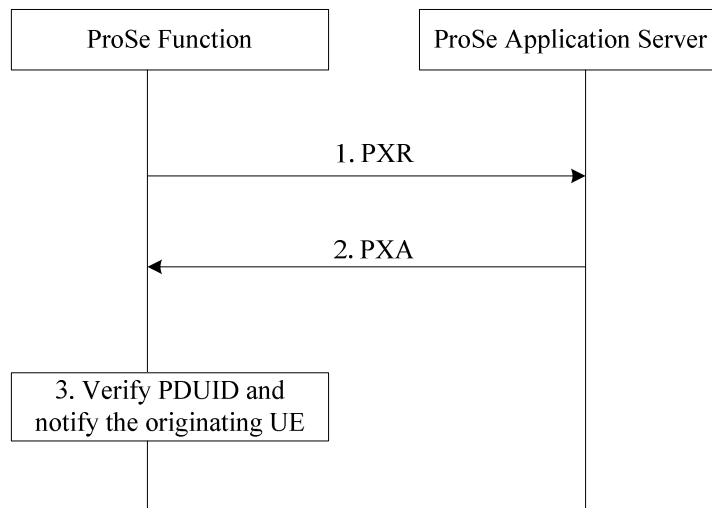 ProSe Function
ProSe Application Server
1. PXR
2. PXA
3. Verify PDUID and
notify the originating UE